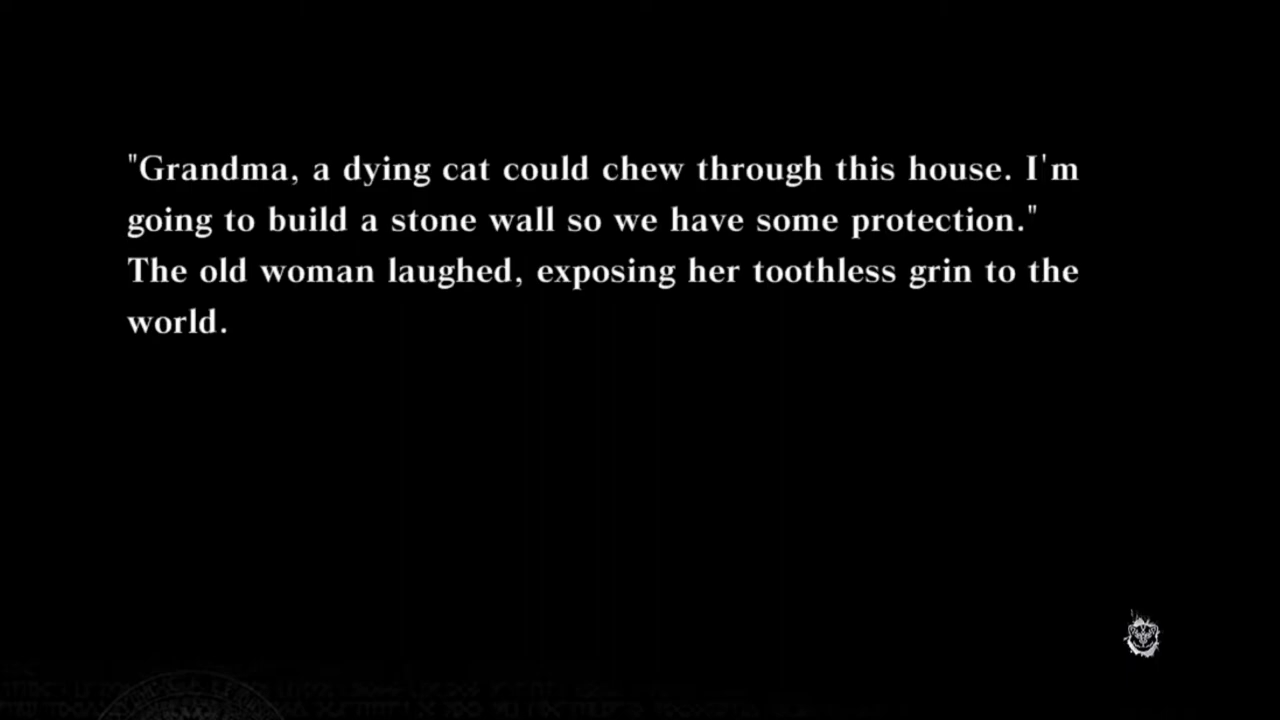 "Grandma, a dying cat could chew through this house. I'm
going to build a stone wall so we have some protection."
The old woman laughed, exposing her toothless grin to the
world.